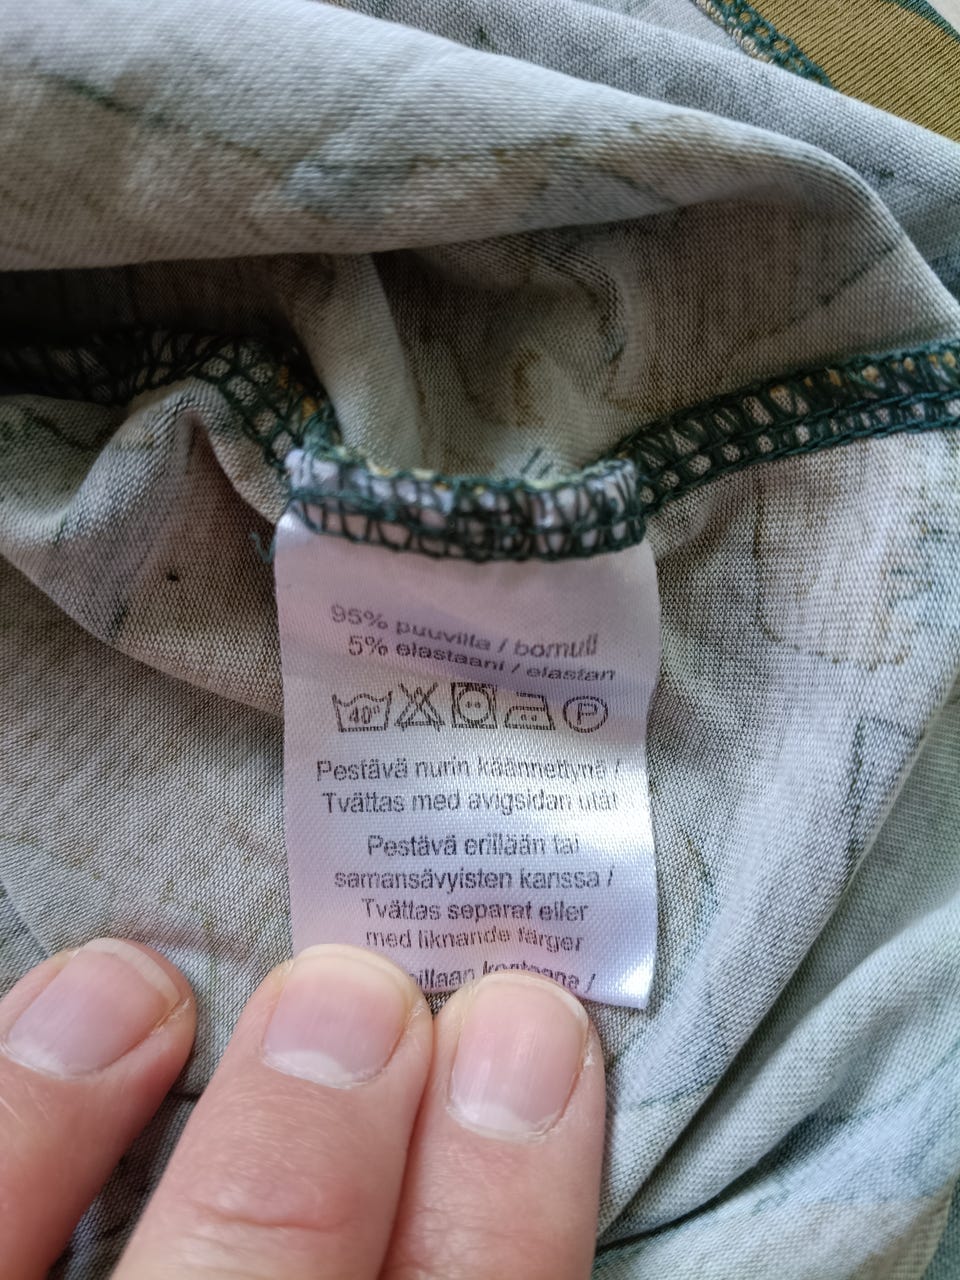 95% puuvilla / bomull
5% elastaani / elastan
40° P
Pestävä nurin käännettynä /
Tvättas med avigsidan utåt
Pestävä erillään tai
samansävyisten kanssa /
Tvättas separat eller
med liknande färger
/